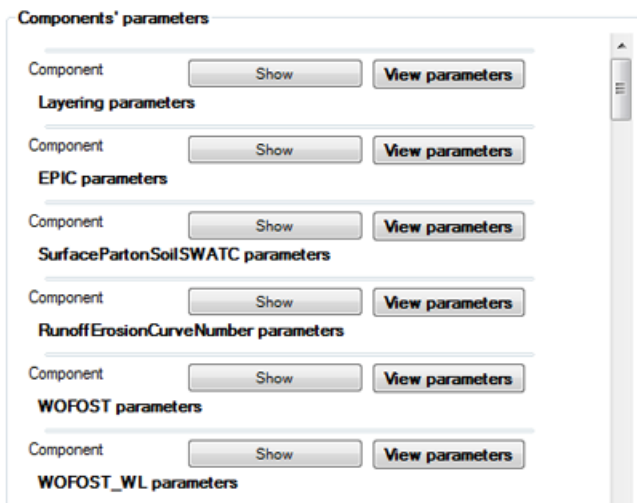 Components' parameters
Component Show View parameters
Layering parameters
Component Show View parameters
EPIC parameters
Component Show View parameters
SurfacePartonSoilSWATC parameters
Component Show View parameters
RunoffErosionCurveNumber parameters
Component Show View parameters
WOFOST parameters
Component Show View parameters
WOFOST_WL parameters